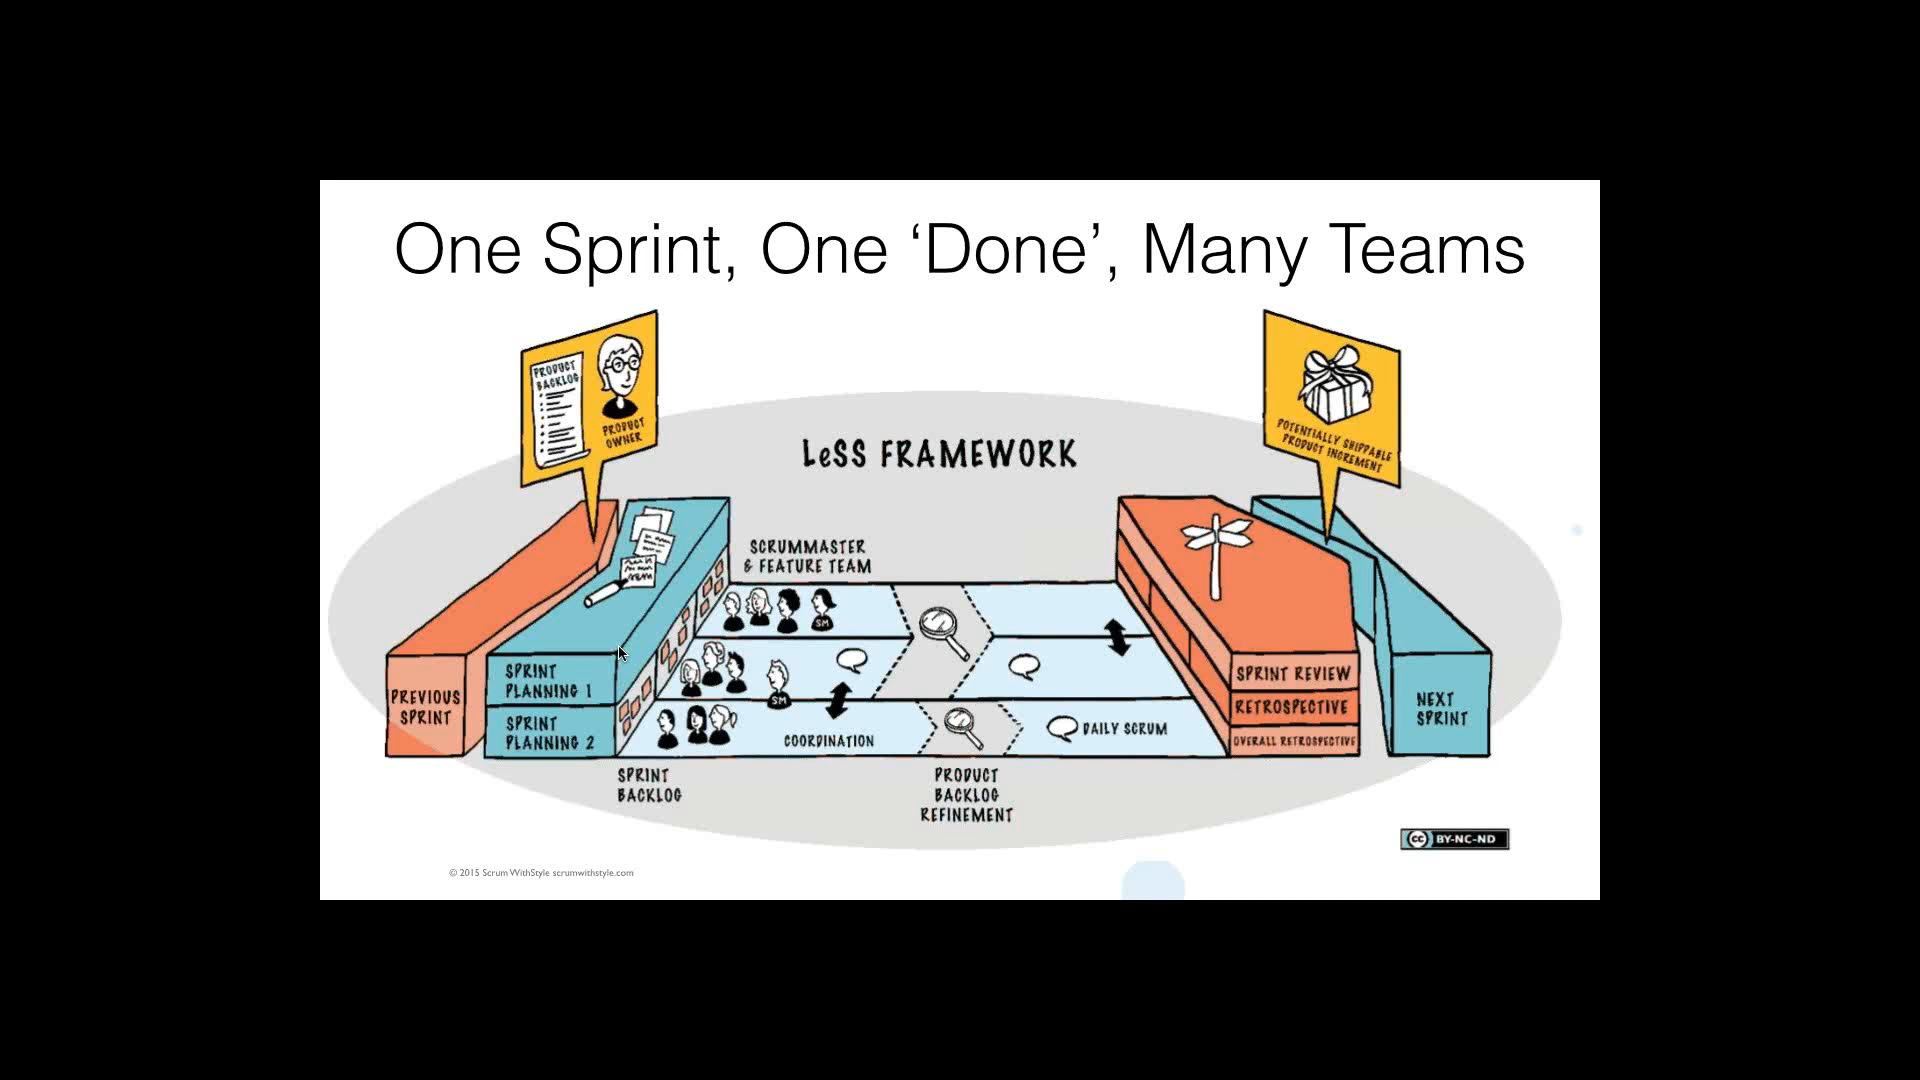 One Sprint, One ‘Done’, Many Teams
PRODUCT
BACKLOG
PRODUCT
OWNER
POTENTIALLY SHIPPABLE
PRODUCT INCREMENT
LeSS FRAMEWORK
SCRUMMASTER
& FEATURE TEAM
SM
SM
PREVIOUS
SPRINT
SPRINT
PLANNING 1
SPRINT
PLANNING 2
COORDINATION
DAILY SCRUM
SPRINT REVIEW
RETROSPECTIVE
OVERALL RETROSPECTIVE
NEXT
SPRINT
SPRINT
BACKLOG
PRODUCT
BACKLOG
REFINEMENT
cc BY-NC-ND
© 2015 Scrum WithStyle scrumwithstyle.com